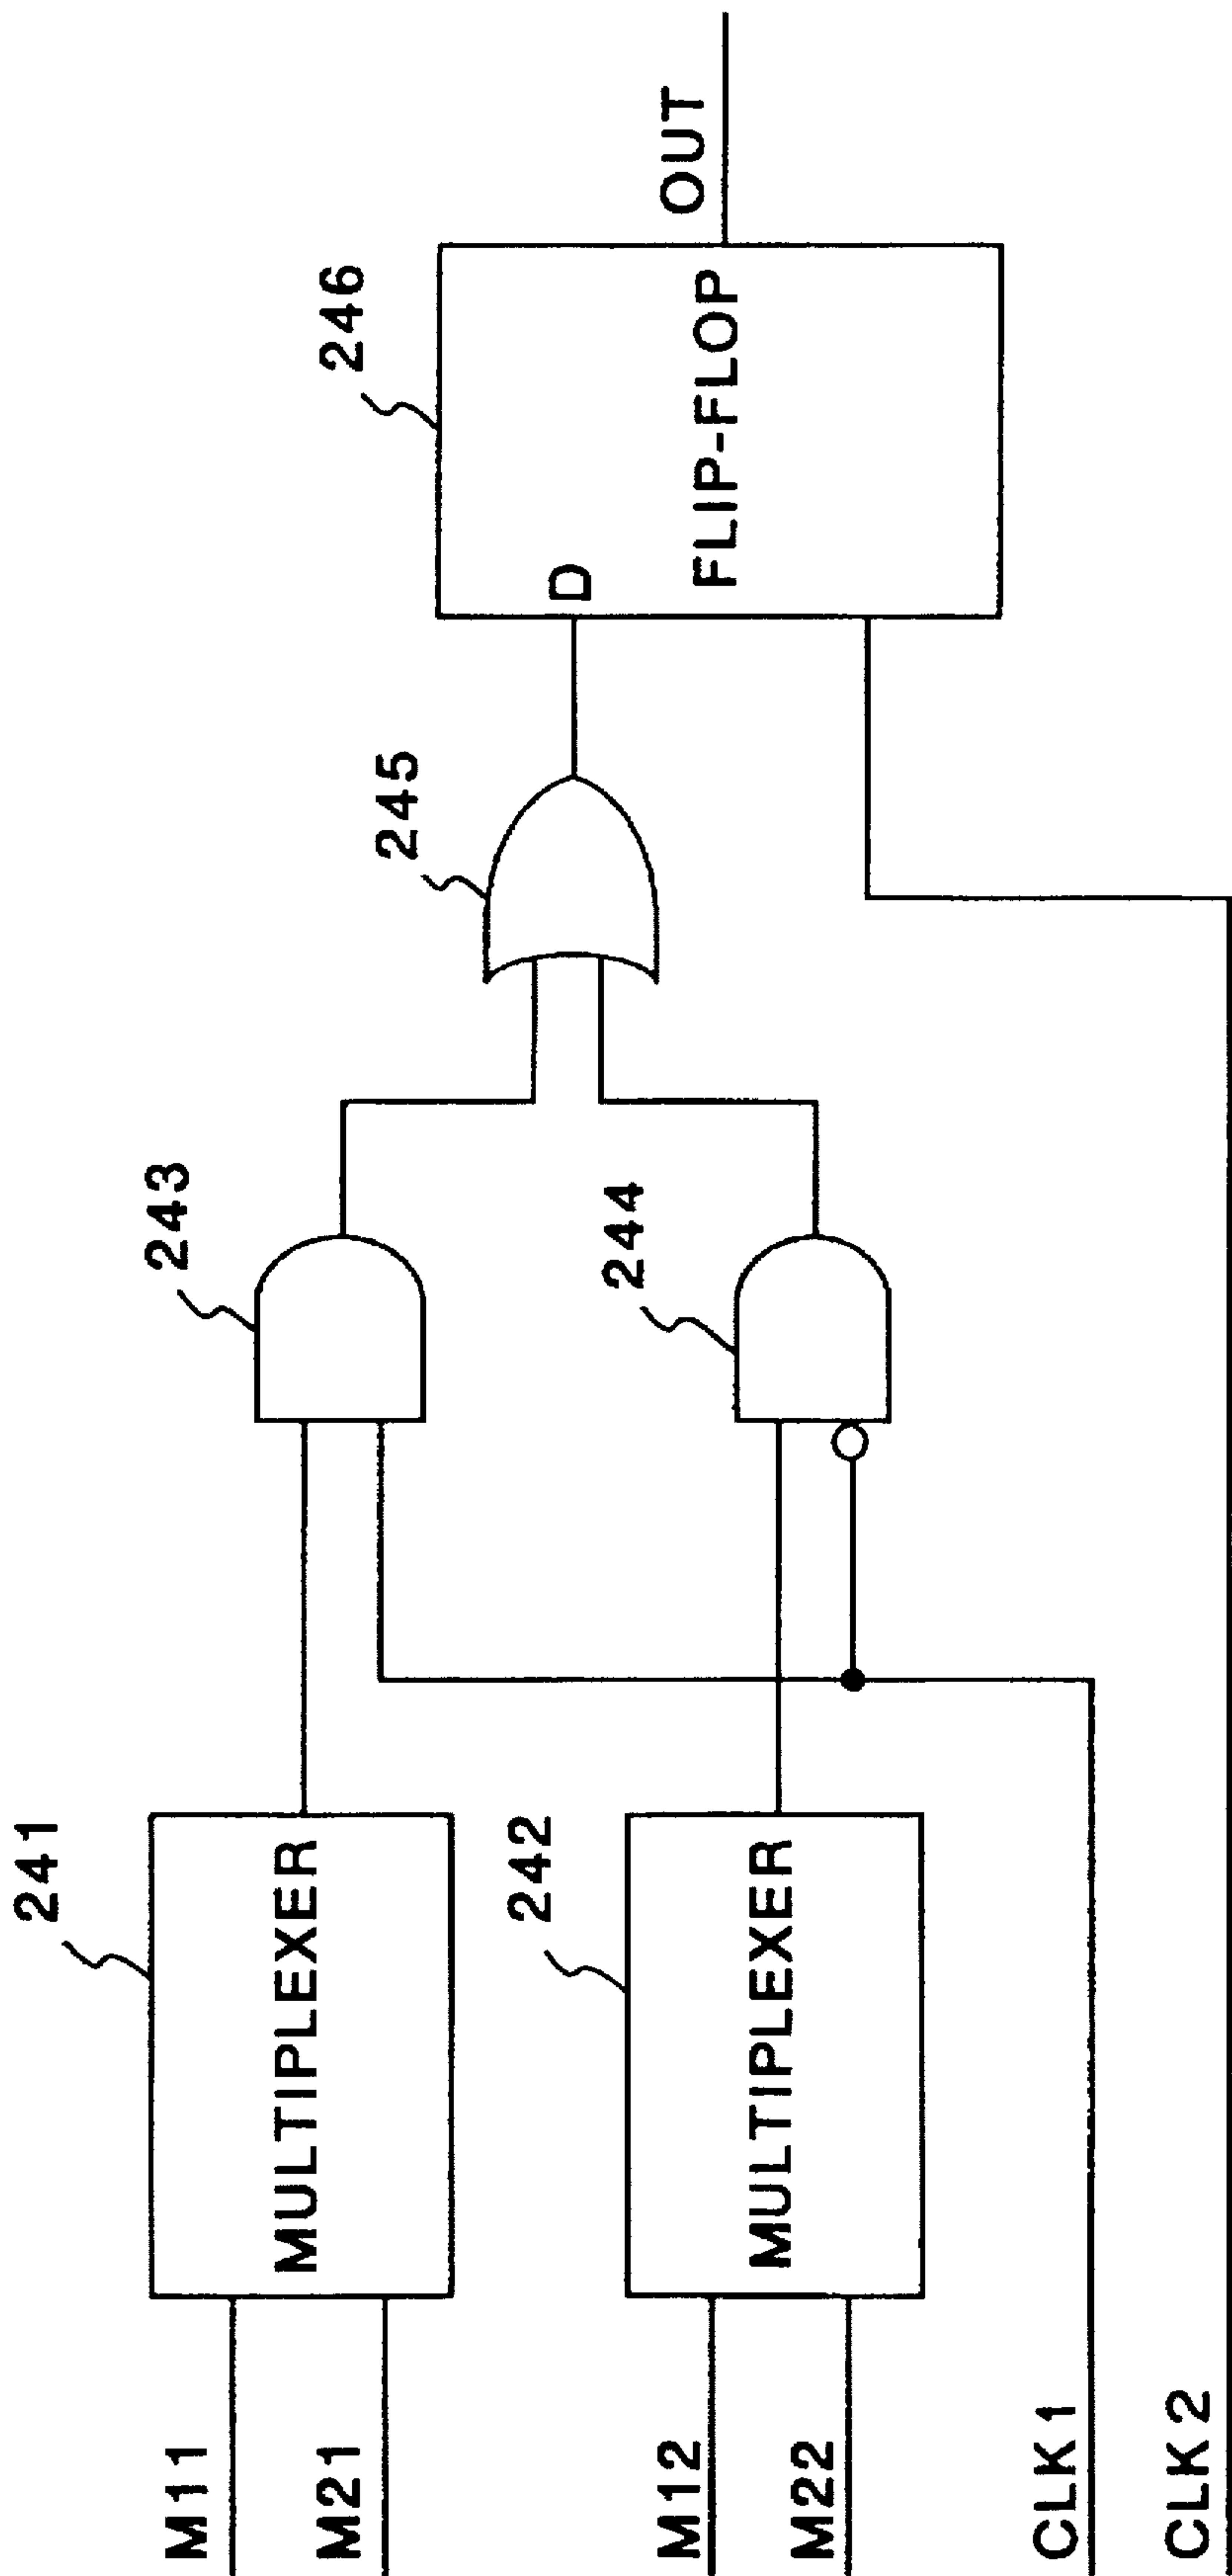 241
M11
MULTIPLEXER
M21
243
242
M12
MULTIPLEXER
M22
244
245
246
D
FLIP-FLOP
OUT
CLK1
CLK2